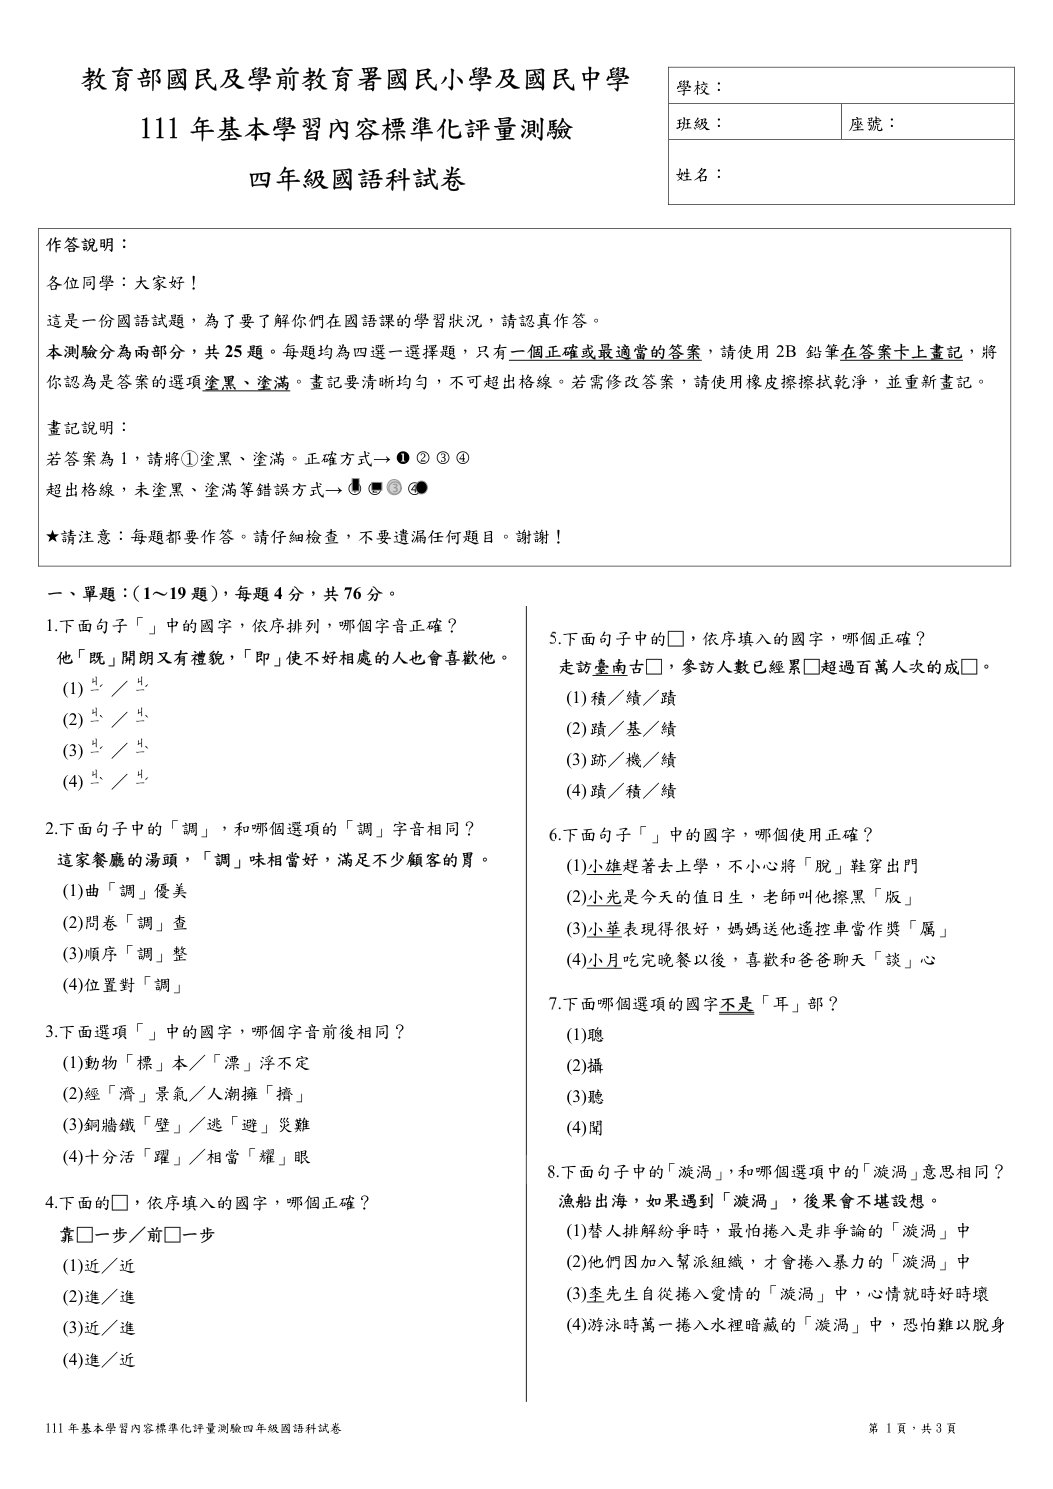 教育部國民及學前教育署國民小學及國民中學
111 年基本學習內容標準化評量測驗
四年級國語科試卷
學校：
班級：
座號：
姓名：
作答說明：
各位同學：大家好！
這是一份國語試題，為了要了解你們在國語課的學習狀況，請認真作答。
本測驗分為兩部分，共 25 題。每題均為四選一選擇題，只有一個正確或最適當的答案，請使用 2B 鉛筆在答案卡上畫記，將
你認為是答案的選項塗黑、塗滿。畫記要清晰均勻，不可超出格線。若需修改答案，請使用橡皮擦擦拭乾淨，並重新畫記。
畫記說明：
若答案為 1，請將①塗黑、塗滿。正確方式→ ❶ ② ③ ④
超出格線，未塗黑、塗滿等錯誤方式→
★請注意：每題都要作答。請仔細檢查，不要遺漏任何題目。謝謝！
一、單題：（1～19 題），每題 4 分，共 76 分。
1.下面句子「」中的國字，依序排列，哪個字音正確？
他「既」開朗又有禮貌，「即」使不好相處的人也會喜歡他。
(1) ㄐㄧˊ ／ ㄐㄧˊ
(2) ㄐㄧˋ ／ ㄐㄧˋ
(3) ㄐㄧˊ ／ ㄐㄧˋ
(4) ㄐㄧˋ ／ ㄐㄧˊ
2.下面句子中的「調」，和哪個選項的「調」字音相同？
這家餐廳的湯頭，「調」味相當好，滿足不少顧客的胃。
(1)曲「調」優美
(2)問卷「調」查
(3)順序「調」整
(4)位置對「調」
3.下面選項「」中的國字，哪個字音前後相同？
(1)動物「標」本／「漂」浮不定
(2)經「濟」景氣／人潮擁「擠」
(3)銅牆鐵「壁」／逃「避」災難
(4)十分活「躍」／相當「耀」眼
4.下面的□，依序填入的國字，哪個正確？
靠□一步／前□一步
(1)近／近
(2)進／進
(3)近／進
(4)進／近
5.下面句子中的□，依序填入的國字，哪個正確？
走訪臺南古□，參訪人數已經累□超過百萬人次的成□。
(1) 積／績／蹟
(2) 蹟／基／績
(3) 跡／機／績
(4) 蹟／積／績
6.下面句子「」中的國字，哪個使用正確？
(1)小雄趕著去上學，不小心將「脫」鞋穿出門
(2)小光是今天的值日生，老師叫他擦黑「版」
(3)小華表現得很好，媽媽送他遙控車當作獎「厲」
(4)小月吃完晚餐以後，喜歡和爸爸聊天「談」心
7.下面哪個選項的國字不是「耳」部？
(1)聰
(2)攝
(3)聽
(4)聞
8.下面句子中的「漩渦」，和哪個選項中的「漩渦」意思相同？
漁船出海，如果遇到「漩渦」，後果會不堪設想。
(1)替人排解紛爭時，最怕捲入是非爭論的「漩渦」中
(2)他們因加入幫派組織，才會捲入暴力的「漩渦」中
(3)李先生自從捲入愛情的「漩渦」中，心情就時好時壞
(4)游泳時萬一捲入水裡暗藏的「漩渦」中，恐怕難以脫身
111 年基本學習內容標準化評量測驗四年級國語科試卷
第 1 頁，共 3 頁